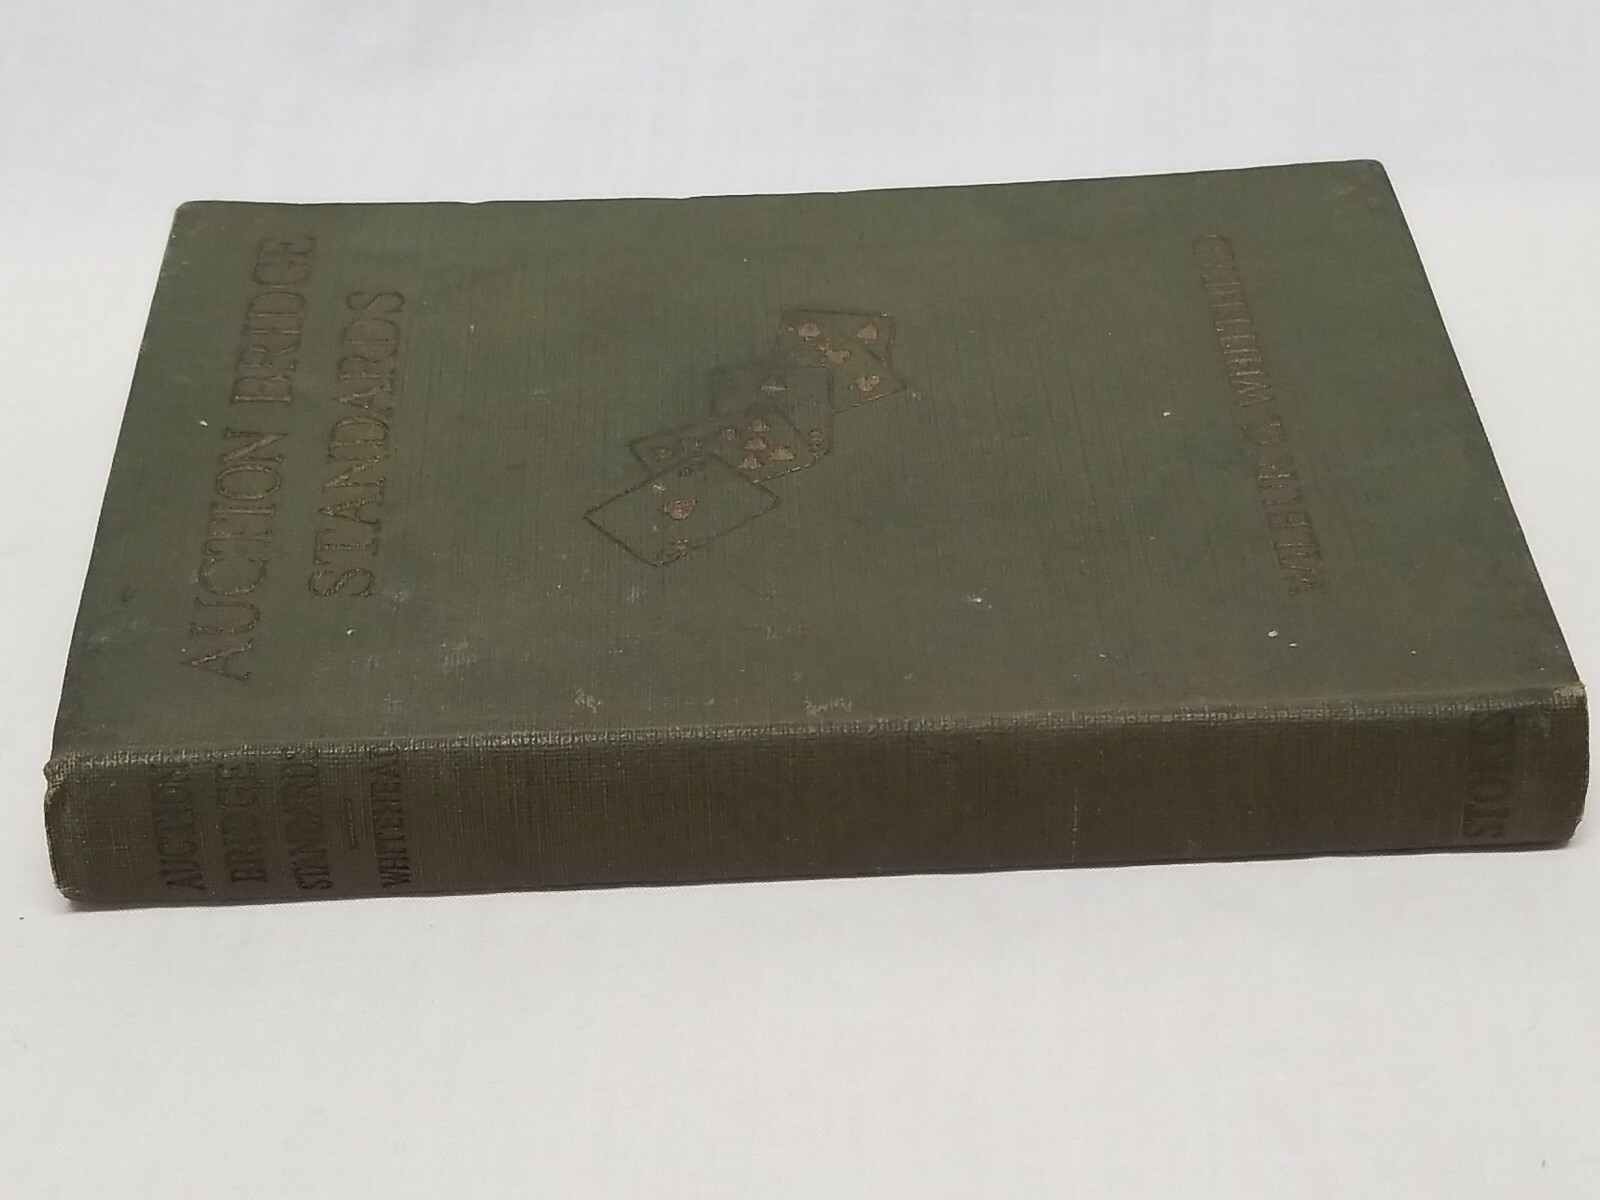 AUCTION BRIDGE
STANDARDS
WILBUR C. WHITEHEAD
AUCTION
BRIDGE
STANDARDS
WHITEHEAD
STOKES